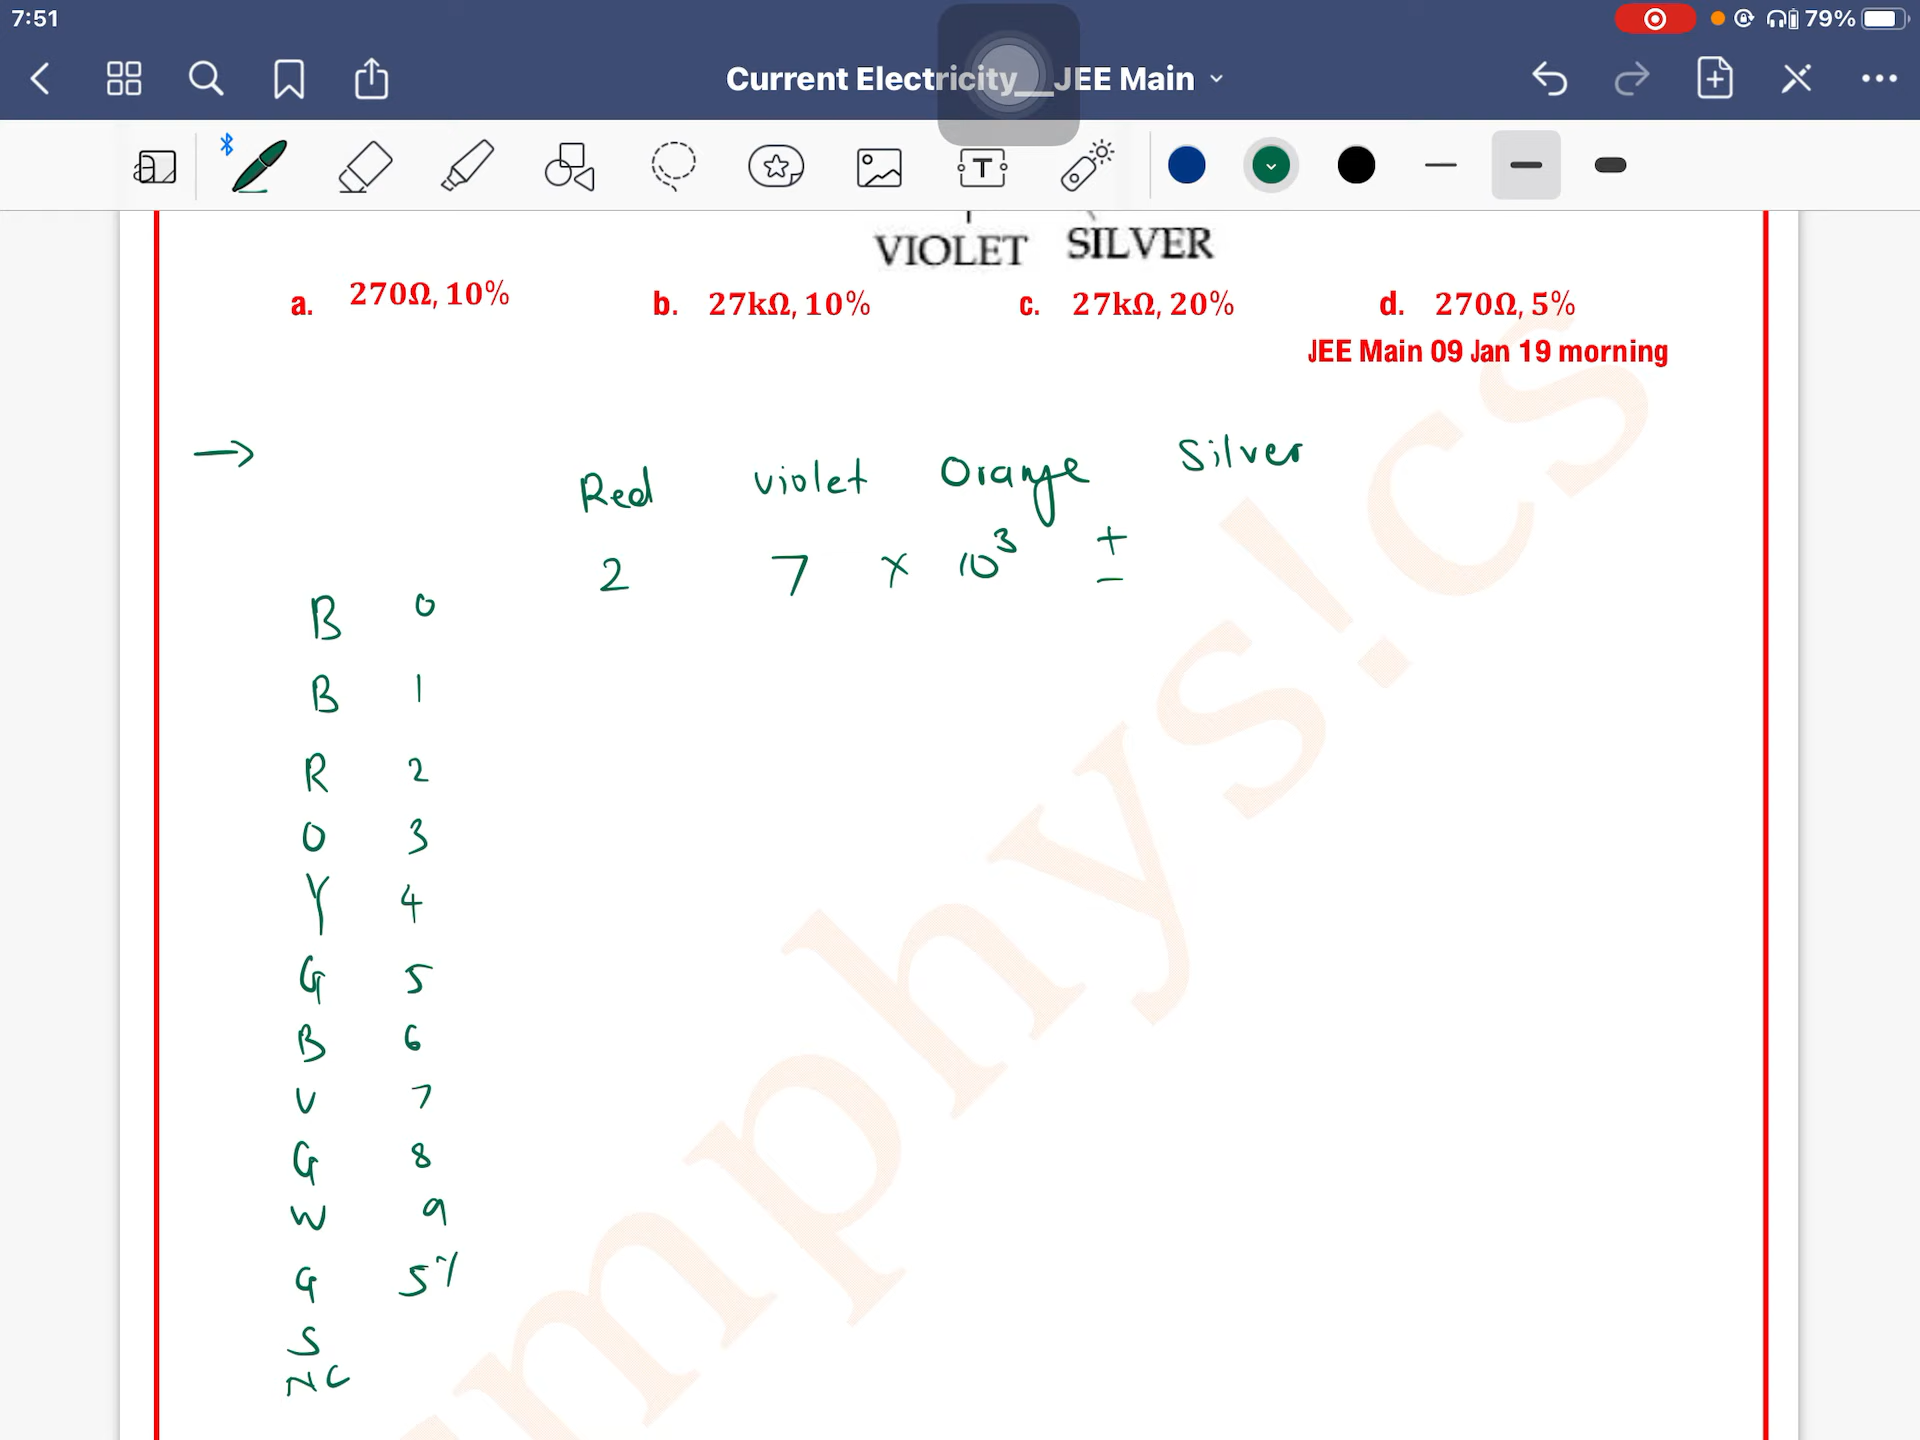 7:51
79%
Current Electricity__JEE Main
VIOLET SILVER
a. 270Ω, 10% b. 27kΩ, 10% c. 27kΩ, 20% d. 270Ω, 5%
JEE Main 09 Jan 19 morning
→ Red violet Orange Silver
2 7 × 10³ ±
B 0
B 1
R 2
O 3
Y 4
G 5
B 6
V 7
G 8
W 9
G 5%
S
NC
mphys!cs